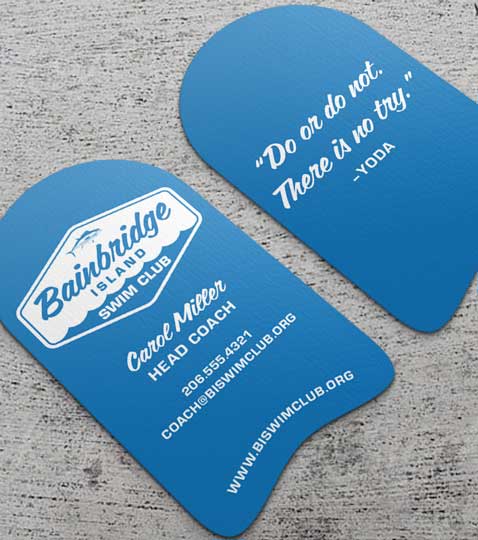 Bainbridge
ISLAND
SWIM CLUB
Carol Miller
HEAD COACH
206.555.4321
COACH@BISWIMCLUB.ORG
WWW.BISWIMCLUB.ORG
“Do or do not.
There is no try.”
-YODA